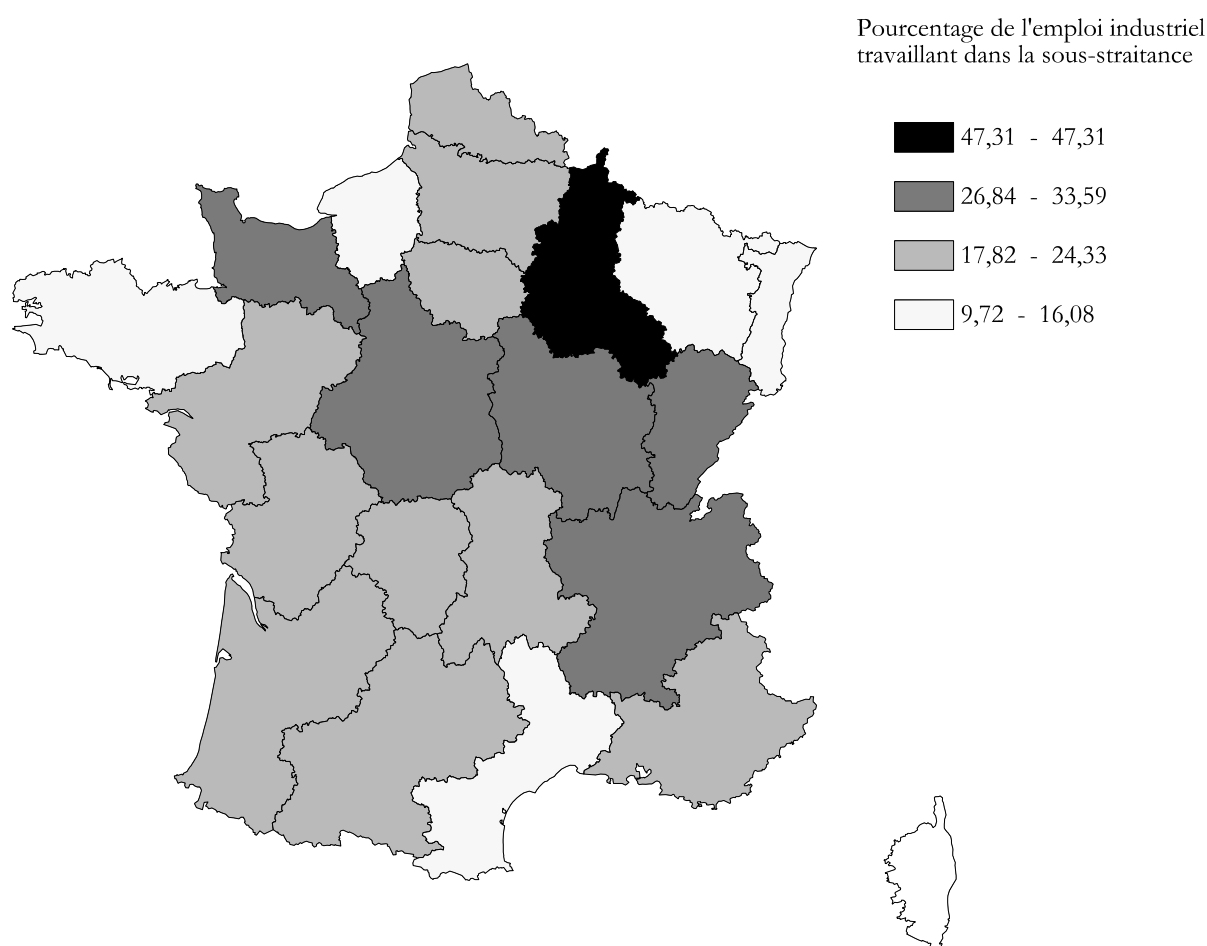 Pourcentage de l'emploi industriel
travaillant dans la sous-straitance
47,31 - 47,31
26,84 - 33,59
17,82 - 24,33
9,72 - 16,08